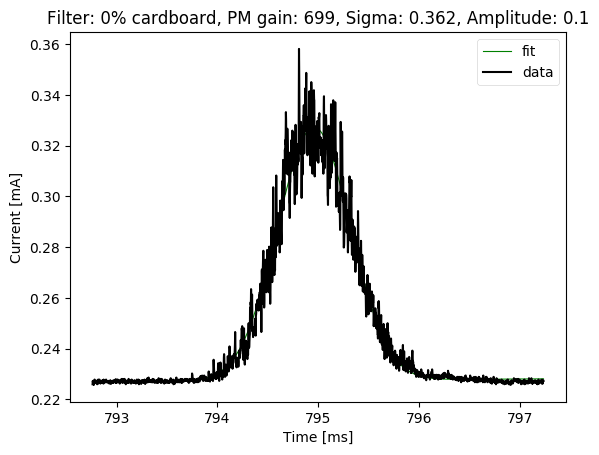 Filter: 0% cardboard, PM gain: 699, Sigma: 0.362, Amplitude: 0.1
fit
data
0.36
0.34
0.32
0.30
0.28
0.26
0.24
0.22
Current [mA]
793
794
795
796
797
Time [ms]